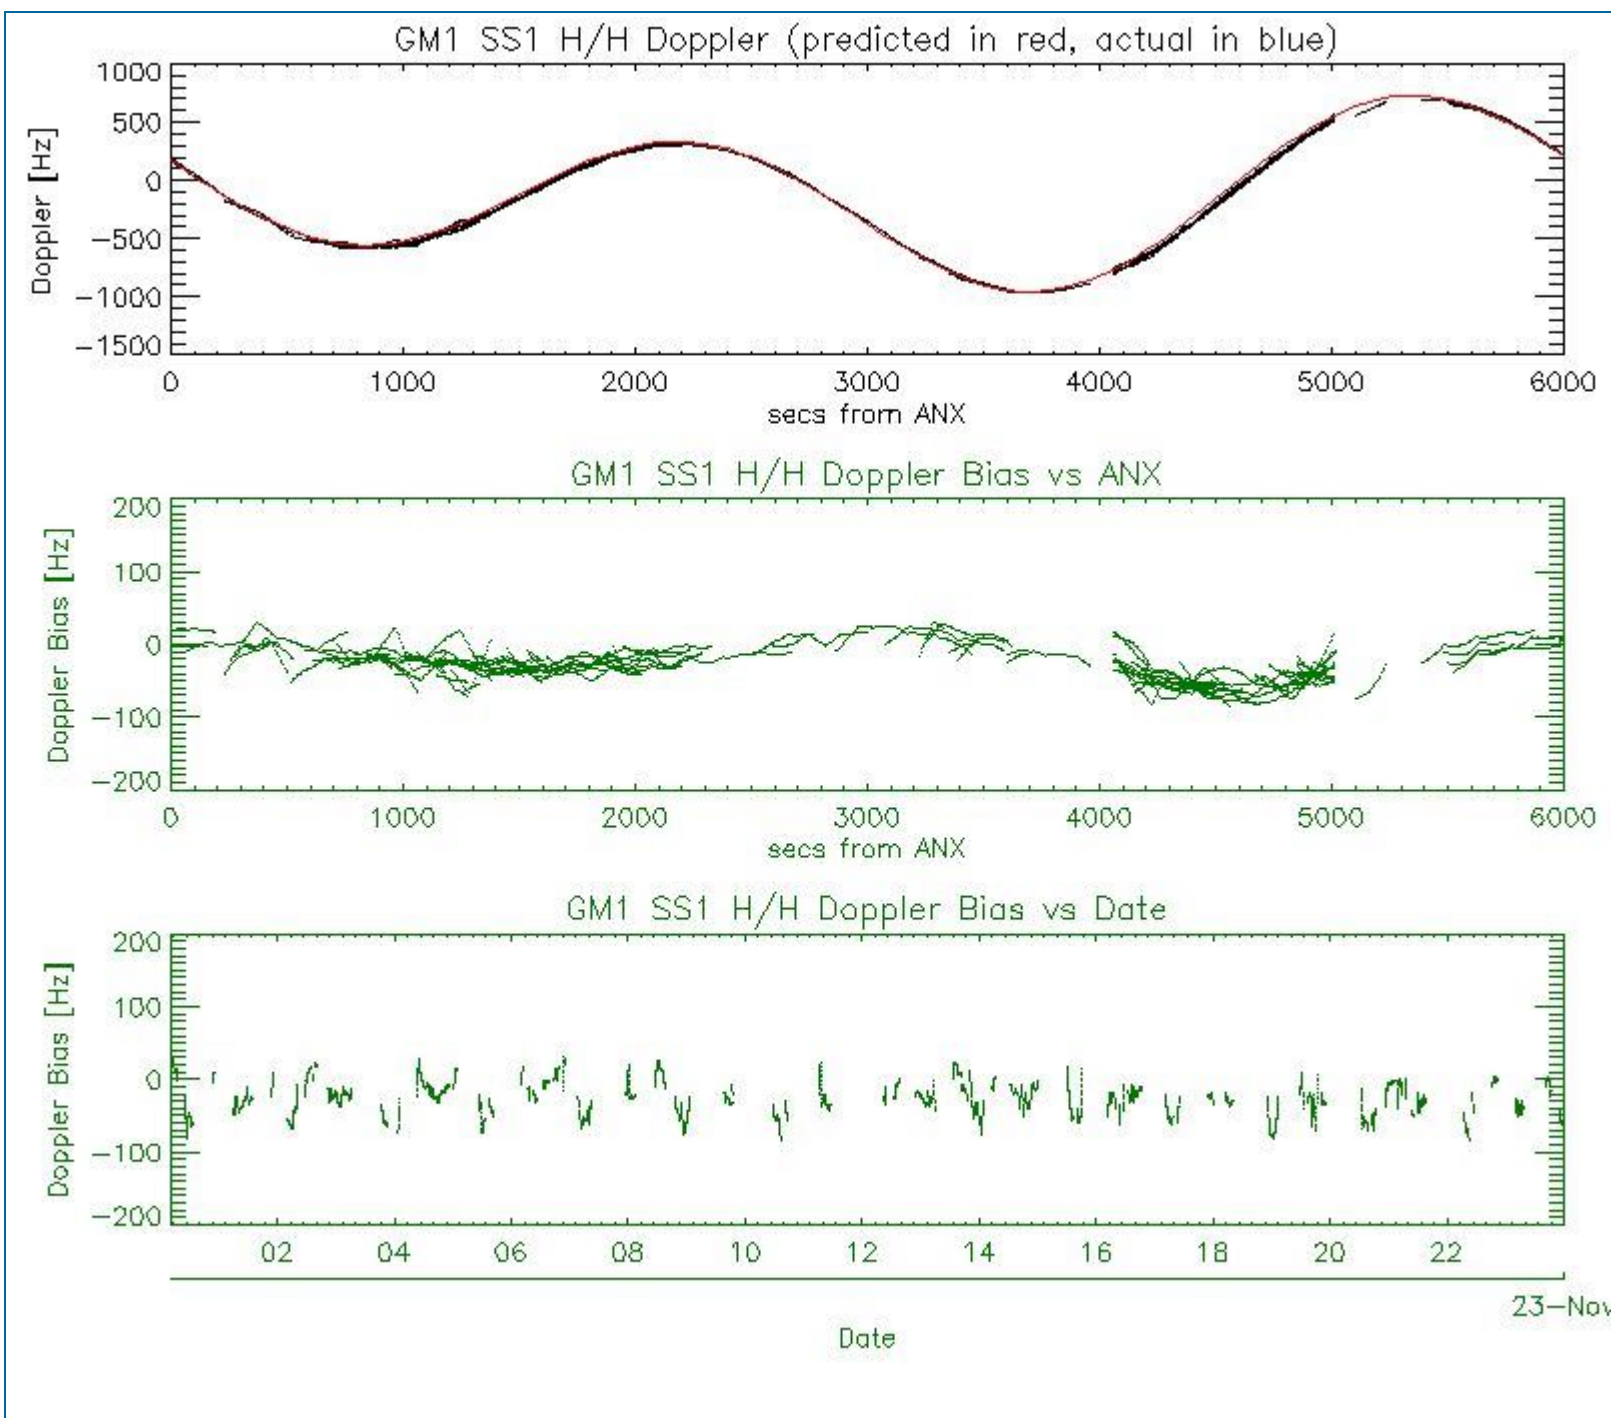 GM1 SS1 H/H Doppler (predicted in red, actual in blue)
1000
500
0
-500
-1000
-1500
Doppler [Hz]
0 1000 2000 3000 4000 5000 6000
secs from ANX
GM1 SS1 H/H Doppler Bias vs ANX
200
100
0
-100
-200
Doppler Bias [Hz]
0 1000 2000 3000 4000 5000 6000
secs from ANX
GM1 SS1 H/H Doppler Bias vs Date
200
100
0
-100
-200
Doppler Bias [Hz]
02 04 06 08 10 12 14 16 18 20 22
23-Nov
Date